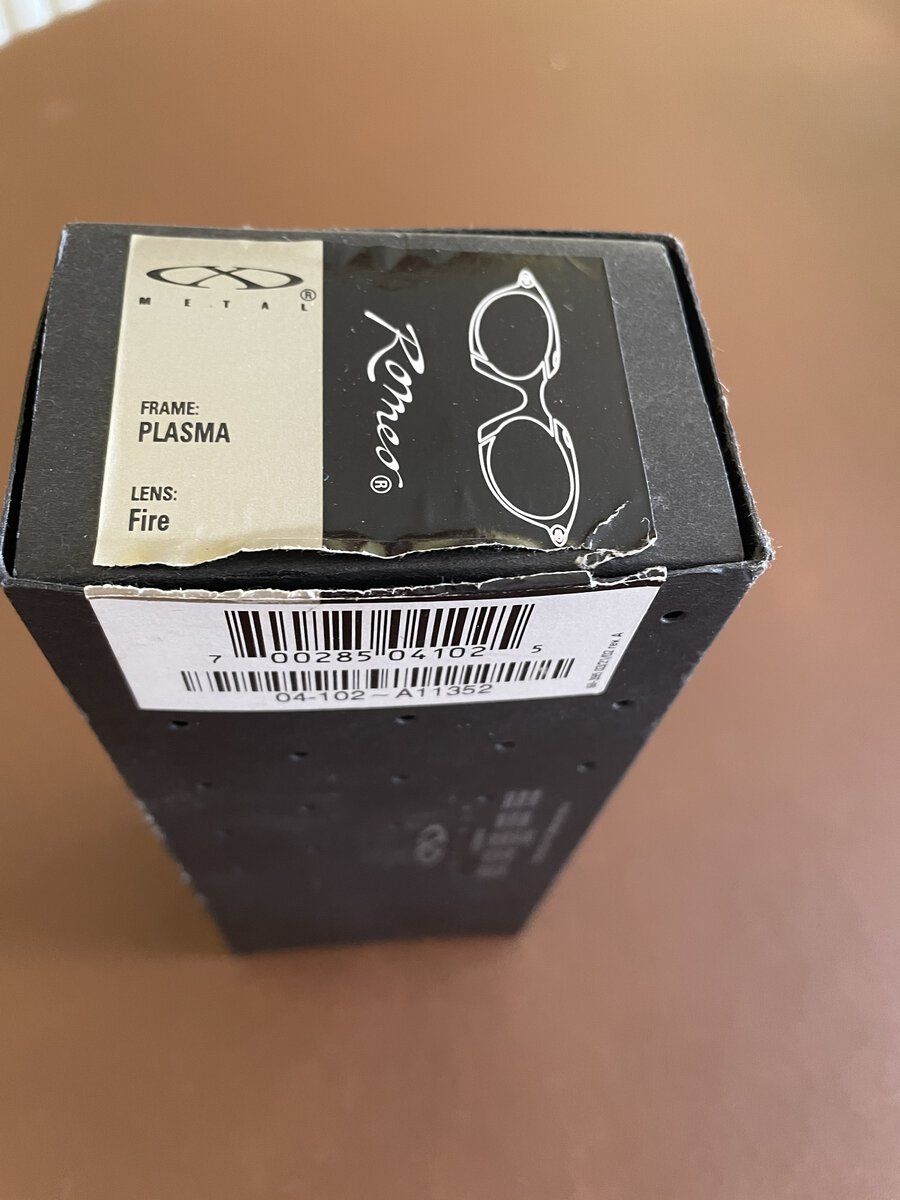 X
METAL®
FRAME:
PLASMA
LENS:
Fire
Romeo®
7 00285 04102 5
04-102~A11352